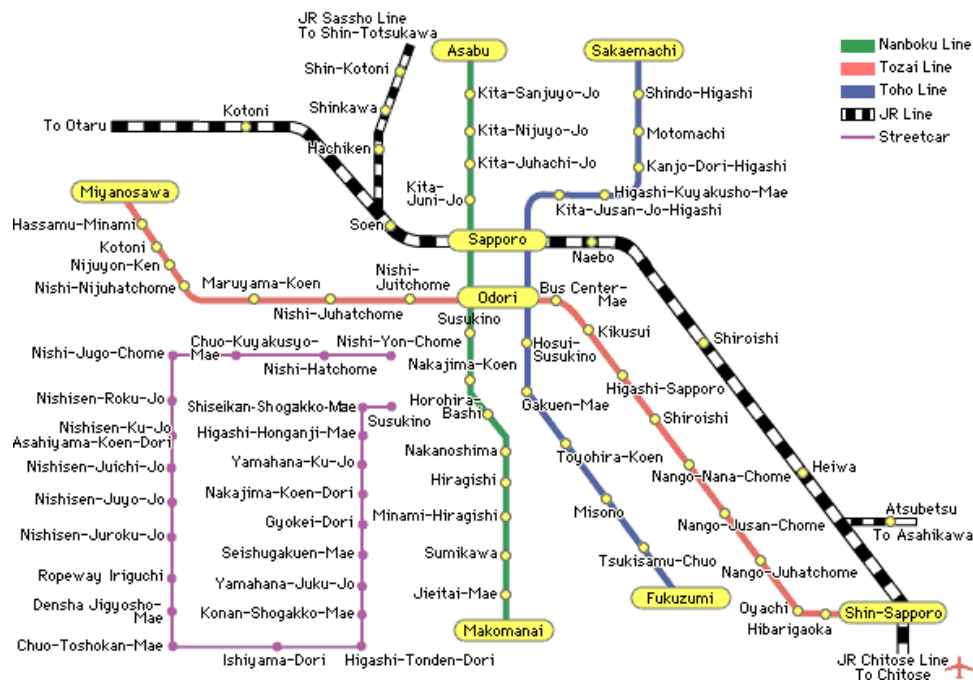 JR Sassho Line
To Shin-Totsukawa
Asabu
Sakaemachi
Nanboku Line
Tozai Line
Toho Line
JR Line
Streetcar
Shin-Kotoni
Shinkawa
Hachiken
Kotoni
To Otaru
Kita-Sanjuyo-Jo
Kita-Nijuyo-Jo
Kita-Juhachi-Jo
Kita-
Juni-Jo
Shindo-Higashi
Motomachi
Kanjo-Dori-Higashi
Higashi-Kuyakusho-Mae
Kita-Jusan-Jo-Higashi
Miyanosawa
Hassamu-Minami
Kotoni
Nijuyon-Ken
Nishi-Nijuhatchome
Soen
Sapporo
Naebo
Maruyama-Koen
Nishi-Juhatchome
Nishi-
Juitchome
Odori
Bus Center-
Mae
Kikusui
Higashi-Sapporo
Shiroishi
Nango-Nana-Chome
Nango-Jusan-Chome
Nango-Juhatchome
Oyachi
Hibarigaoka
Shin-Sapporo
Shiroishi
Heiwa
Atsubetsu
To Asahikawa
JR Chitose Line
To Chitose
Susukino
Nakajima-Koen
Horohira-
Bashi
Nakanoshima
Hiragishi
Minami-Hiragishi
Sumikawa
Jieitai-Mae
Makomanai
Hosui-
Susukino
Gakuen-Mae
Toyohira-Koen
Misono
Tsukisamu-Chuo
Fukuzumi
Nishi-Yon-Chome
Nishi-Hatchome
Chuo-Kuyakusyo-
Mae
Nishi-Jugo-Chome
Nishisen-Roku-Jo
Nishisen-Ku-Jo
Asahiyama-Koen-Dori
Nishisen-Juichi-Jo
Nishisen-Juyo-Jo
Nishisen-Juroku-Jo
Ropeway Iriguchi
Densha Jigyosho-
Mae
Chuo-Toshokan-Mae
Ishiyama-Dori
Higashi-Tonden-Dori
Konan-Shogakko-Mae
Yamahana-Juku-Jo
Seishugakuen-Mae
Gyokei-Dori
Nakajima-Koen-Dori
Yamahana-Ku-Jo
Higashi-Honganji-Mae
Shiseikan-Shogakko-Mae
Susukino